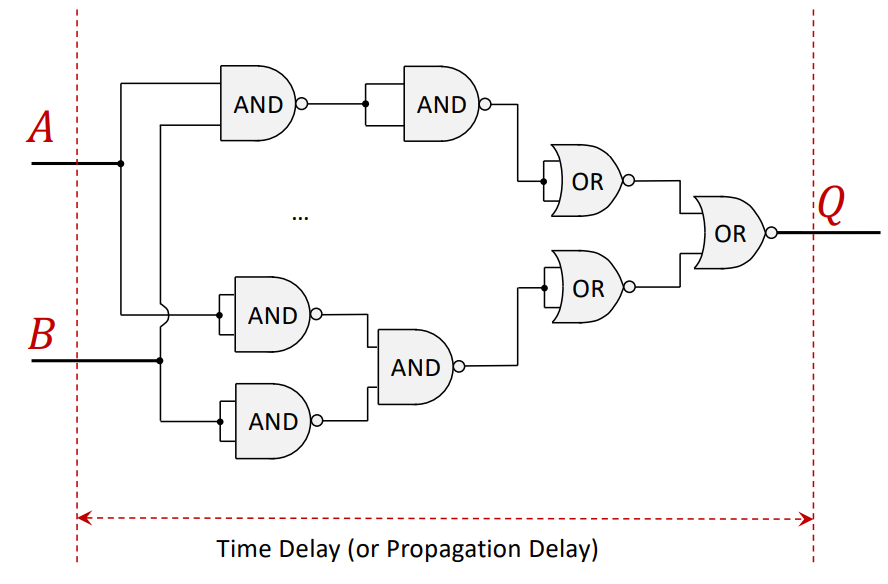 AND
AND
A
OR
Q
OR
...
OR
AND
B
AND
AND
Time Delay (or Propagation Delay)